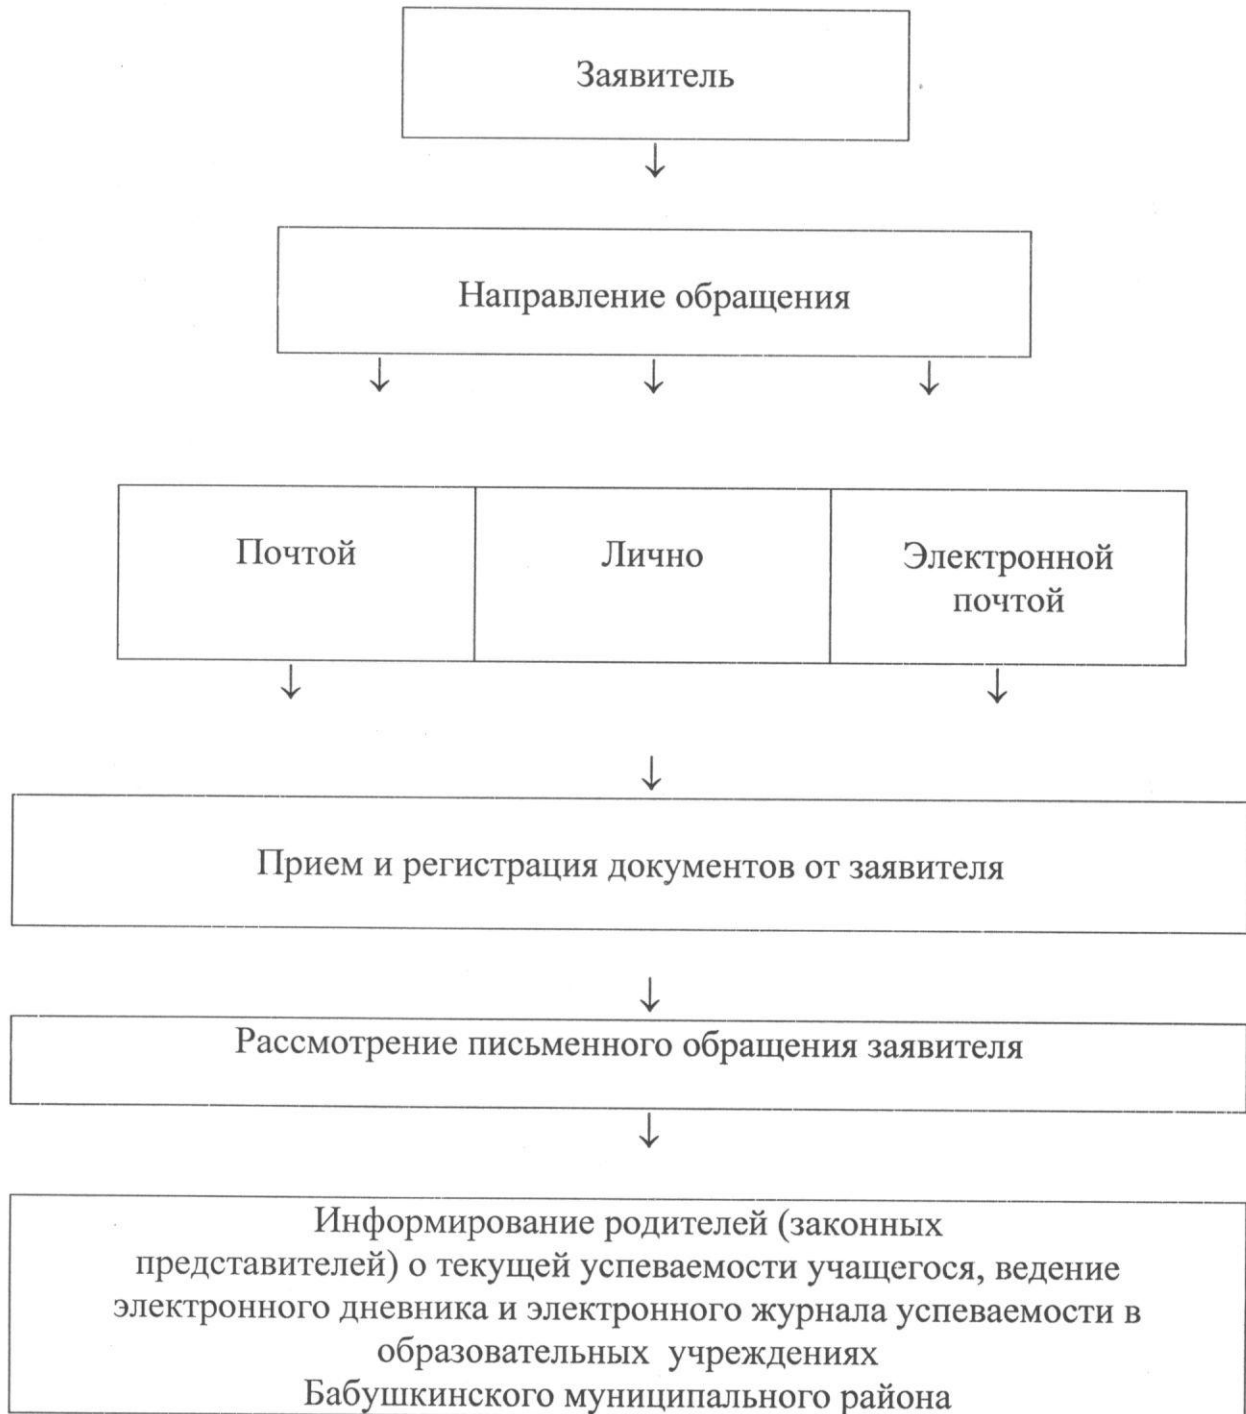 Заявитель
Направление обращения
Почтой
Лично
Электронной
почтой
Прием и регистрация документов от заявителя
Рассмотрение письменного обращения заявителя
Информирование родителей (законных
представителей) о текущей успеваемости учащегося, ведение
электронного дневника и электронного журнала успеваемости в
образовательных учреждениях
Бабушкинского муниципального района